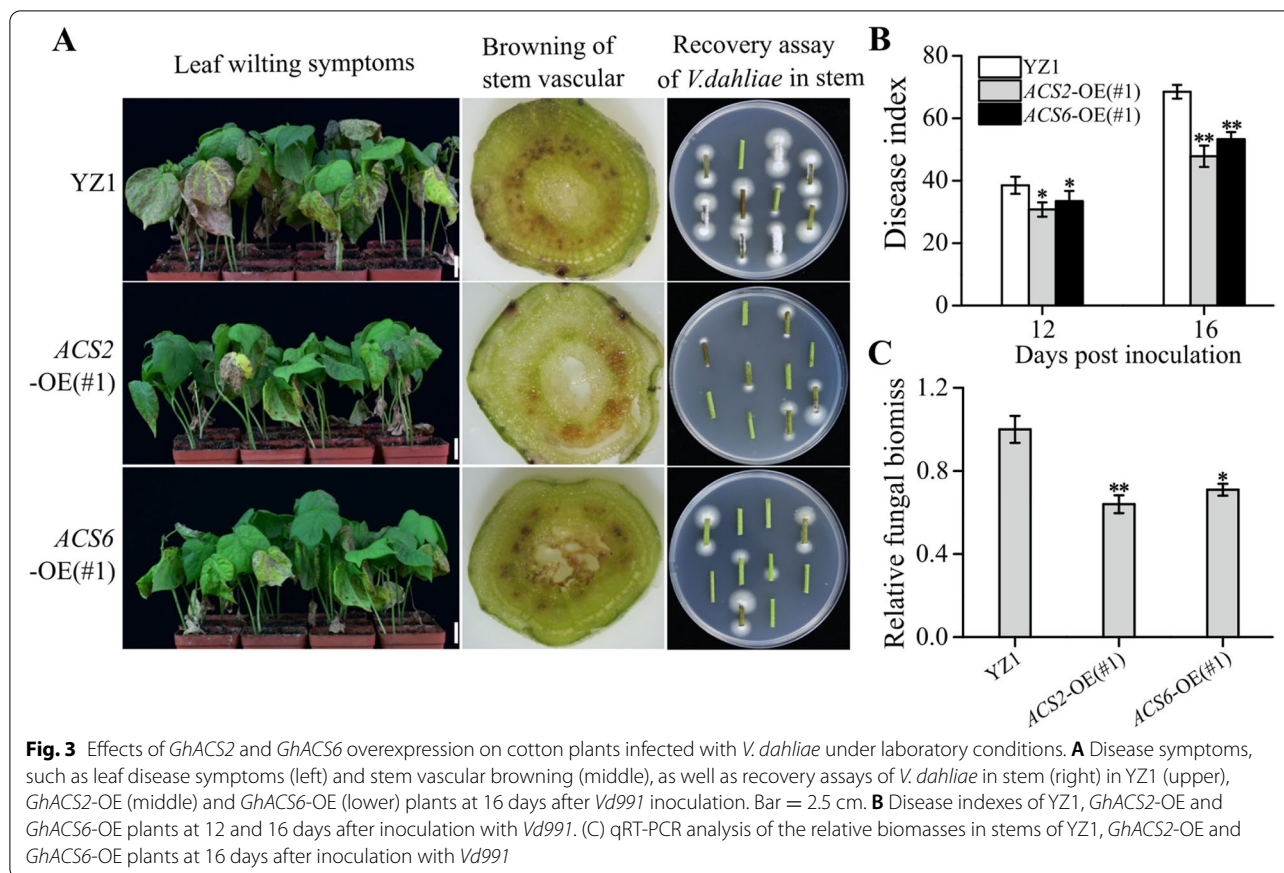 A
Leaf wilting symptoms
Browning of
stem vascular
Recovery assay
of V.dahliae in stem
YZ1
ACS2
-OE(#1)
ACS6
-OE(#1)
B
80
60
40
20
0
Disease index
YZ1
ACS2-OE(#1)
ACS6-OE(#1)
* *
** **
12 16
Days post inoculation
C
1.2
0.8
0.4
0.0
Relative fungal biomiss
**
*
YZ1
ACS2-OE(#1)
ACS6-OE(#1)
Fig. 3 Effects of GhACS2 and GhACS6 overexpression on cotton plants infected with V. dahliae under laboratory conditions. A Disease symptoms,
such as leaf disease symptoms (left) and stem vascular browning (middle), as well as recovery assays of V. dahliae in stem (right) in YZ1 (upper),
GhACS2-OE (middle) and GhACS6-OE (lower) plants at 16 days after Vd991 inoculation. Bar = 2.5 cm. B Disease indexes of YZ1, GhACS2-OE and
GhACS6-OE plants at 12 and 16 days after inoculation with Vd991. (C) qRT-PCR analysis of the relative biomasses in stems of YZ1, GhACS2-OE and
GhACS6-OE plants at 16 days after inoculation with Vd991